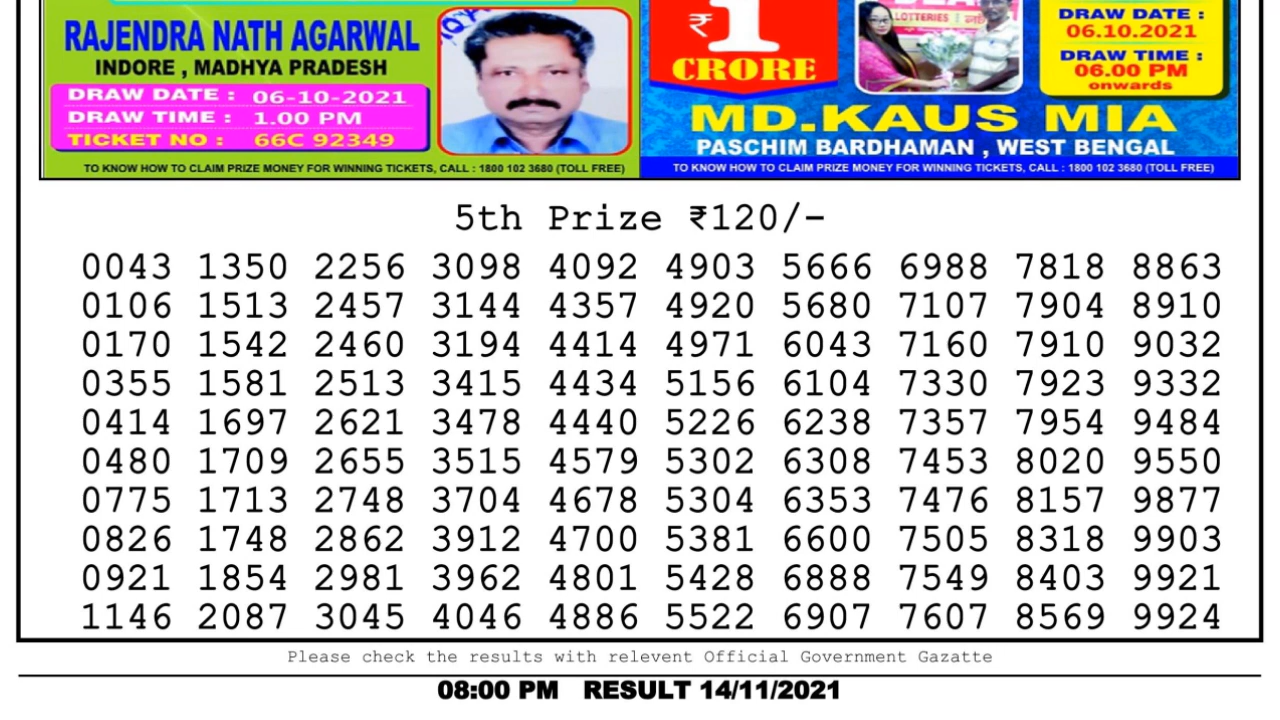 RAJENDRA NATH AGARWAL
INDORE , MADHYA PRADESH
DRAW DATE : 06-10-2021
DRAW TIME : 1.00 PM
TICKET NO : 66C 92349
TO KNOW HOW TO CLAIM PRIZE MONEY FOR WINNING TICKETS, CALL : 1800 102 3680 (TOLL FREE)
₹ 1
CRORE
LOTTERIES
DRAW DATE :
06.10.2021
DRAW TIME :
06.00 PM
onwards
MD.KAUS MIA
PASCHIM BARDHAMAN , WEST BENGAL
TO KNOW HOW TO CLAIM PRIZE MONEY FOR WINNING TICKETS, CALL : 1800 102 3680 (TOLL FREE)
5th Prize ₹120/-
0043 1350 2256 3098 4092 4903 5666 6988 7818 8863
0106 1513 2457 3144 4357 4920 5680 7107 7904 8910
0170 1542 2460 3194 4414 4971 6043 7160 7910 9032
0355 1581 2513 3415 4434 5156 6104 7330 7923 9332
0414 1697 2621 3478 4440 5226 6238 7357 7954 9484
0480 1709 2655 3515 4579 5302 6308 7453 8020 9550
0775 1713 2748 3704 4678 5304 6353 7476 8157 9877
0826 1748 2862 3912 4700 5381 6600 7505 8318 9903
0921 1854 2981 3962 4801 5428 6888 7549 8403 9921
1146 2087 3045 4046 4886 5522 6907 7607 8569 9924
Please check the results with relevent Official Government Gazatte
08:00 PM RESULT 14/11/2021